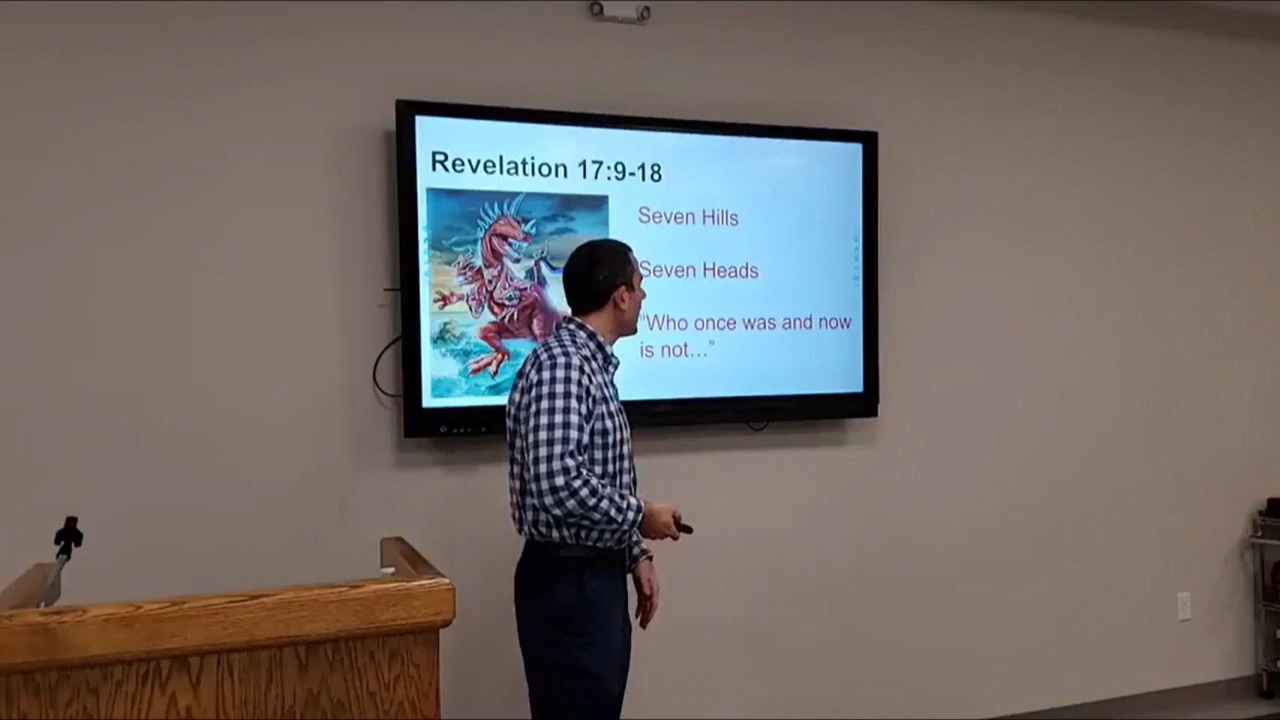 Revelation 17:9-18
Seven Hills
Seven Heads
"Who once was and now
is not..."